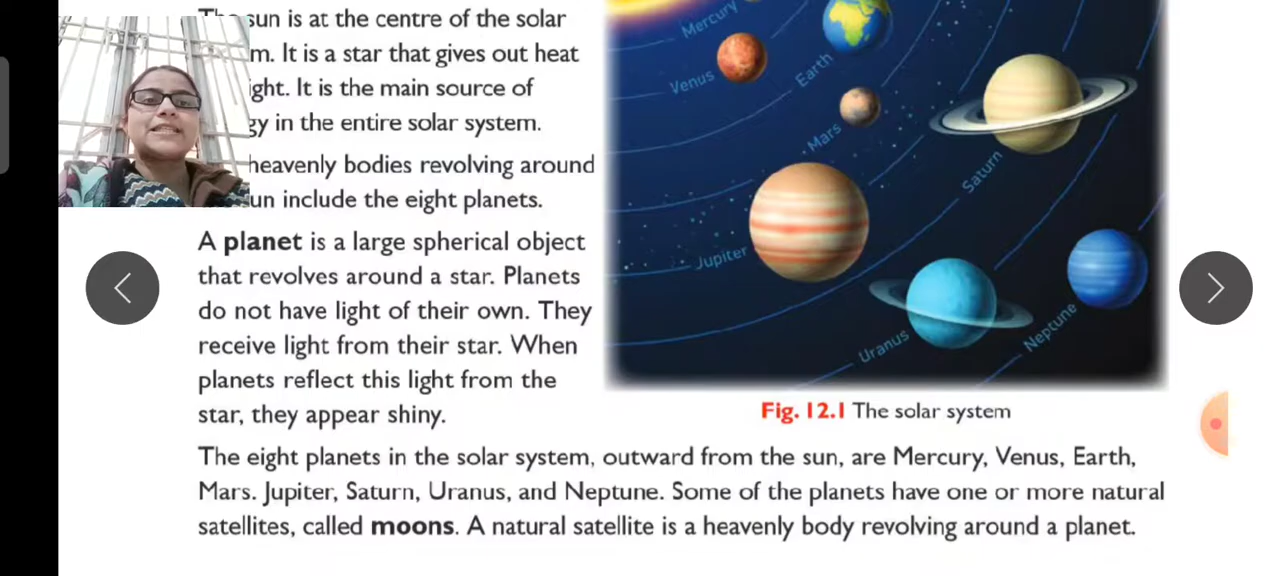 The sun is at the centre of the solar
m. It is a star that gives out heat
ght. It is the main source of
gy in the entire solar system.
heavenly bodies revolving around
un include the eight planets.
A planet is a large spherical object
that revolves around a star. Planets
do not have light of their own. They
receive light from their star. When
planets reflect this light from the
star, they appear shiny.
Mercury
Venus
Earth
Mars
Jupiter
Saturn
Uranus
Neptune
Fig. 12.1 The solar system
The eight planets in the solar system, outward from the sun, are Mercury, Venus, Earth,
Mars. Jupiter, Saturn, Uranus, and Neptune. Some of the planets have one or more natural
satellites, called moons. A natural satellite is a heavenly body revolving around a planet.